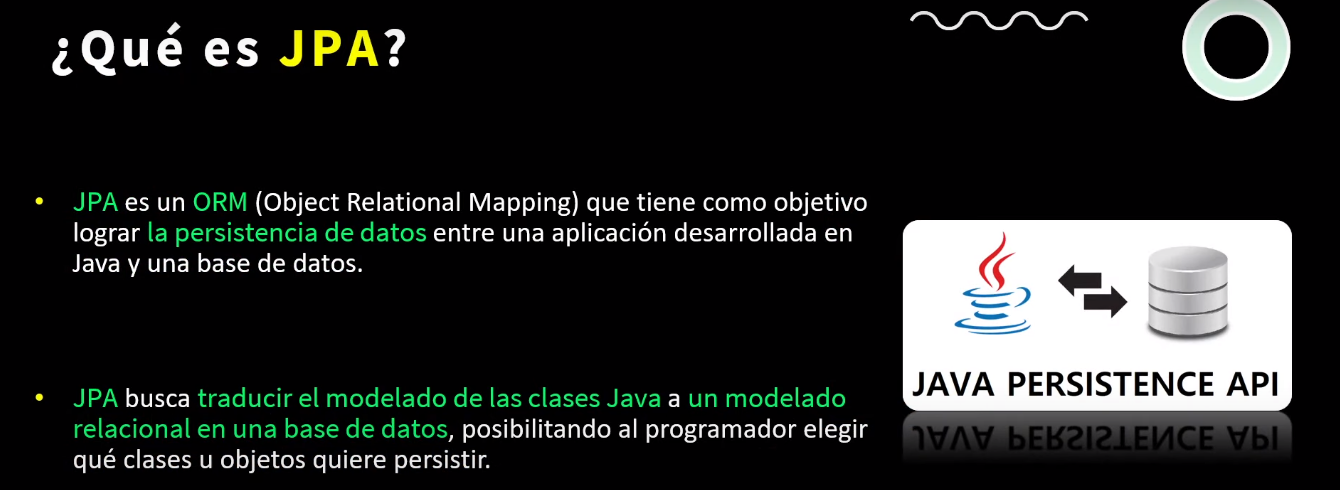 ¿Qué es JPA?
• JPA es un ORM (Object Relational Mapping) que tiene como objetivo
lograr la persistencia de datos entre una aplicación desarrollada en
Java y una base de datos.
• JPA busca traducir el modelado de las clases Java a un modelado
relacional en una base de datos, posibilitando al programador elegir
qué clases u objetos quiere persistir.
JAVA PERSISTENCE API